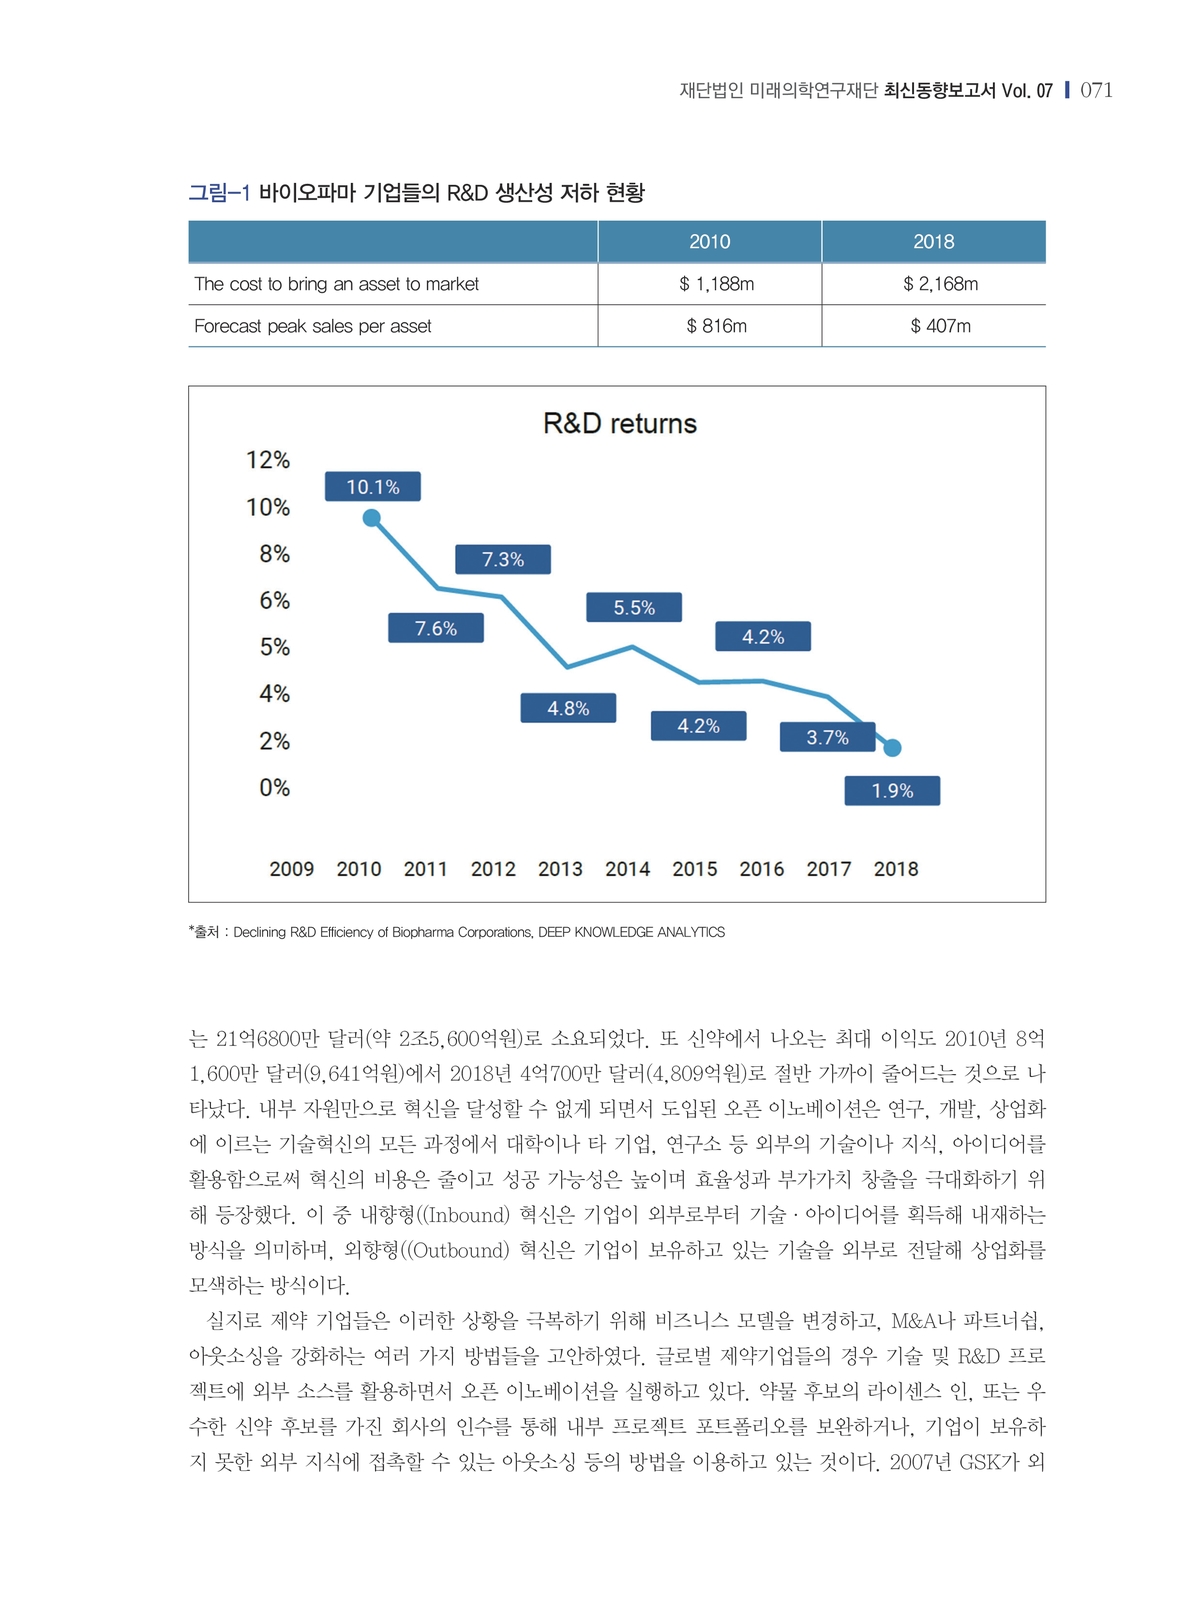 재단법인 미래의학연구재단 최신동향보고서 Vol. 07 071
그림-1 바이오파마 기업들의 R&D 생산성 저하 현황
2010 2018
The cost to bring an asset to market $ 1,188m $ 2,168m
Forecast peak sales per asset $ 816m $ 407m
R&D returns
12%
10.1%
10%
7.3%
8%
5.5%
6%
7.6%
4.2%
5%
4.8%
4%
4.2%
3.7%
2%
0%
1.9%
2009 2010 2011 2012 2013 2014 2015 2016 2017 2018
*출처 : Declining R&D Efficiency of Biopharma Corporations, DEEP KNOWLEDGE ANALYTICS
는 21억6800만 달러(약 2조5,600억원)로 소요되었다. 또 신약에서 나오는 최대 이익도 2010년 8억
1,600만 달러(9,641억원)에서 2018년 4억700만 달러(4,809억원)로 절반 가까이 줄어드는 것으로 나
타났다. 내부 자원만으로 혁신을 달성할 수 없게 되면서 도입된 오픈 이노베이션은 연구, 개발, 상업화
에 이르는 기술혁신의 모든 과정에서 대학이나 타 기업, 연구소 등 외부의 기술이나 지식, 아이디어를
활용함으로써 혁신의 비용은 줄이고 성공 가능성은 높이며 효율성과 부가가치 창출을 극대화하기 위
해 등장했다. 이 중 내향형((Inbound) 혁신은 기업이 외부로부터 기술 · 아이디어를 획득해 내재하는
방식을 의미하며, 외향형((Outbound) 혁신은 기업이 보유하고 있는 기술을 외부로 전달해 상업화를
모색하는 방식이다.
실지로 제약 기업들은 이러한 상황을 극복하기 위해 비즈니스 모델을 변경하고, M&A나 파트너쉽,
아웃소싱을 강화하는 여러 가지 방법들을 고안하였다. 글로벌 제약기업들의 경우 기술 및 R&D 프로
젝트에 외부 소스를 활용하면서 오픈 이노베이션을 실행하고 있다. 약물 후보의 라이센스 인, 또는 우
수한 신약 후보를 가진 회사의 인수를 통해 내부 프로젝트 포트폴리오를 보완하거나, 기업이 보유하
지 못한 외부 지식에 접촉할 수 있는 아웃소싱 등의 방법을 이용하고 있는 것이다. 2007년 GSK가 외